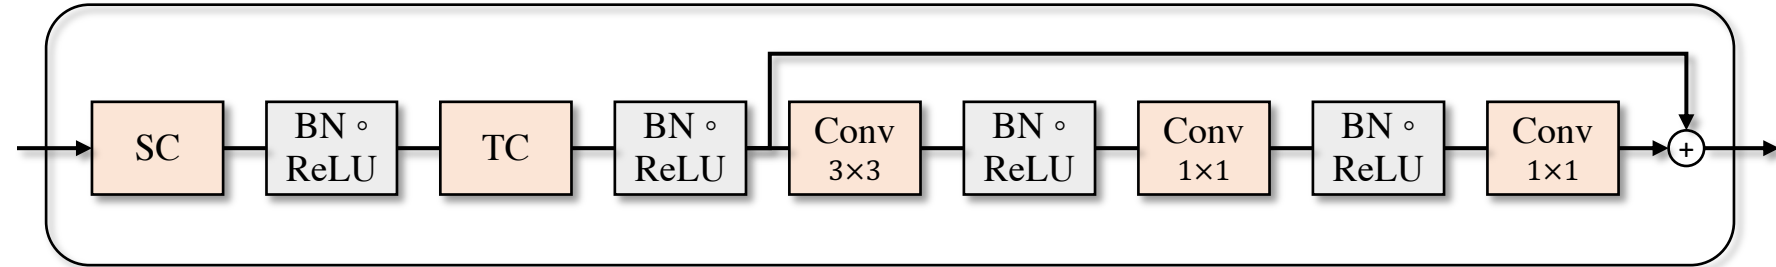 SC
BN ◦
ReLU
TC
BN ◦
ReLU
Conv
3×3
BN ◦
ReLU
Conv
1×1
BN ◦
ReLU
Conv
1×1
+